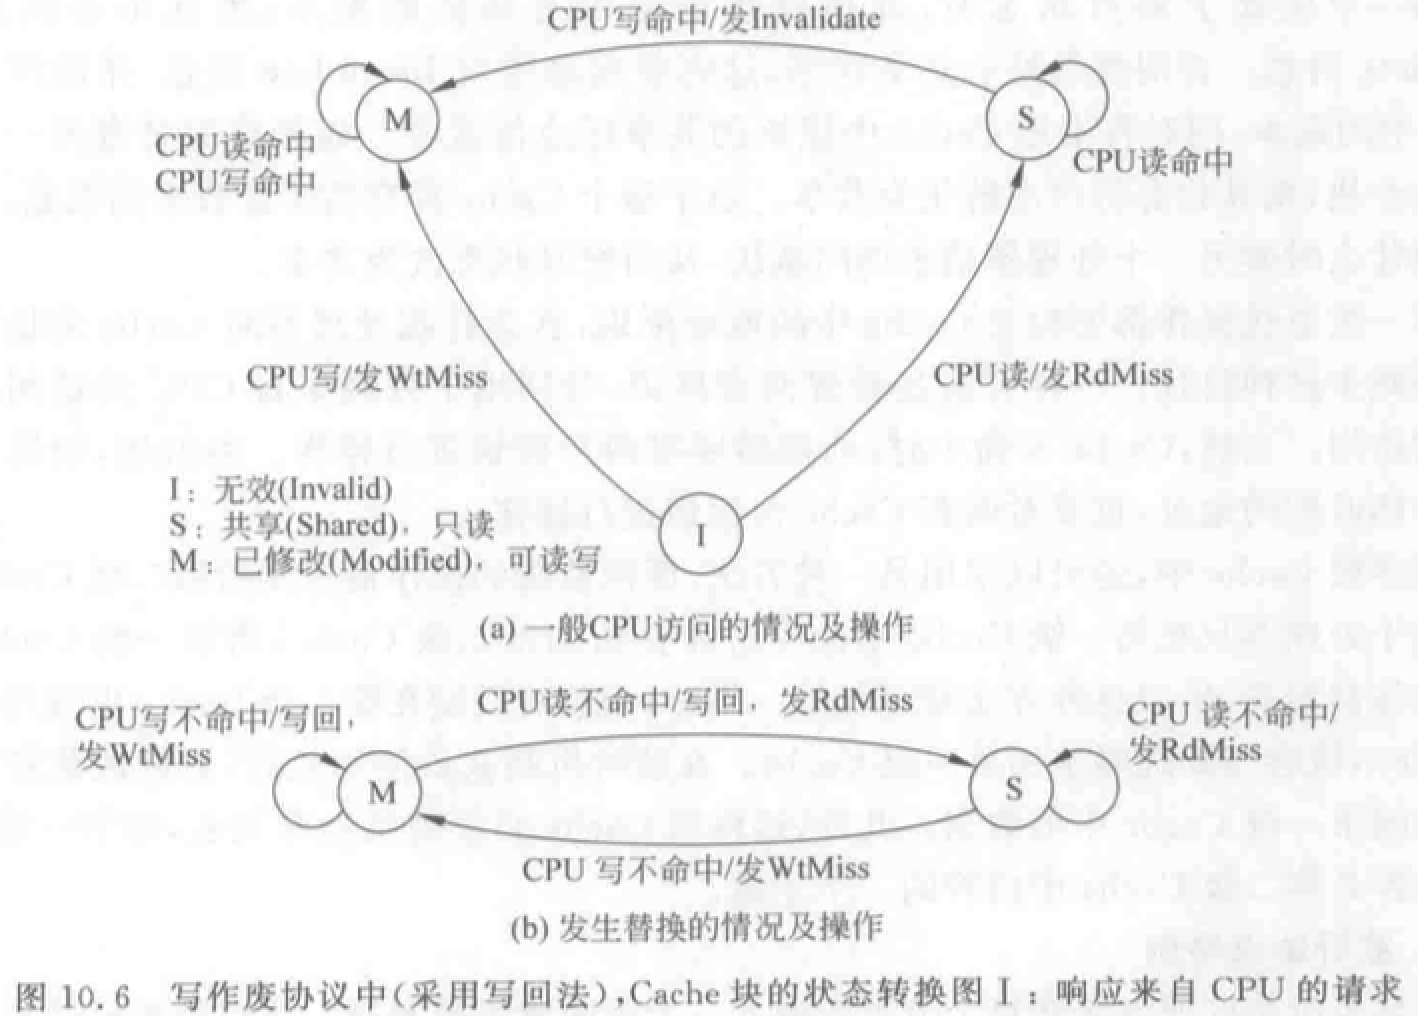 CPU写命中/发Invalidate
M
S
CPU读命中
CPU写命中
CPU读命中
CPU写/发WtMiss
CPU读/发RdMiss
I：无效(Invalid)
S：共享(Shared)，只读
M：已修改(Modified)，可读写
I
(a) 一般CPU访问的情况及操作
CPU写不命中/写回，
发WtMiss
CPU读不命中/写回，发RdMiss
CPU 读不命中/
发RdMiss
M
S
CPU 写不命中/发WtMiss
(b) 发生替换的情况及操作
图 10.6 写作废协议中(采用写回法),Cache 块的状态转换图Ⅰ：响应来自 CPU 的请求